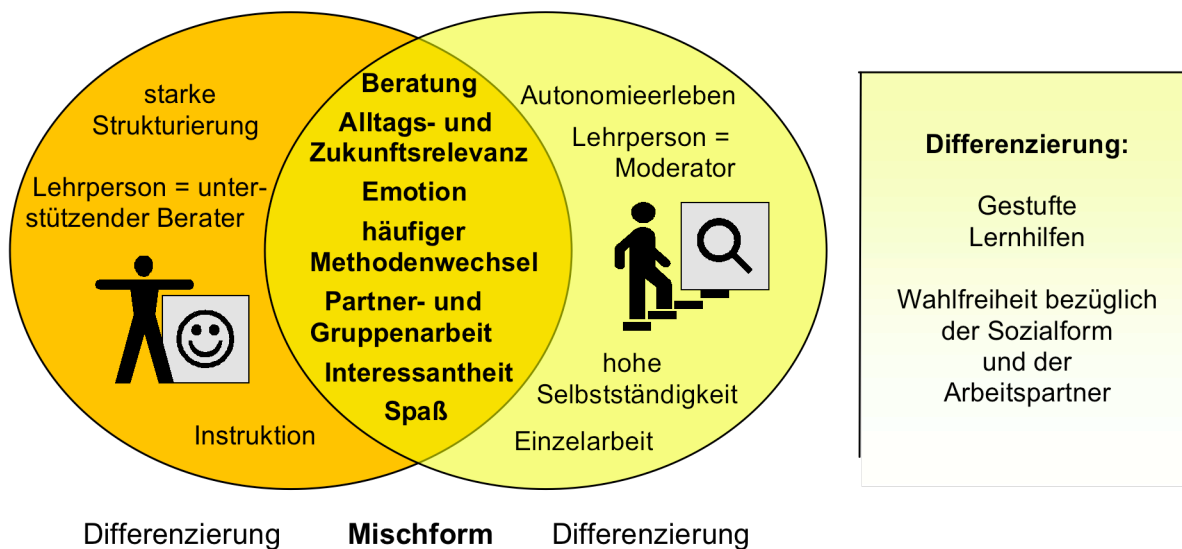 starke
Strukturierung
Lehrperson = unter-
stützender Berater
Instruktion
Beratung
Alltags- und
Zukunftsrelevanz
Emotion
häufiger
Methodenwechsel
Partner- und
Gruppenarbeit
Interessantheit
Spaß
Autonomieerleben
Lehrperson =
Moderator
hohe
Selbstständigkeit
Einzelarbeit
Differenzierung:
Gestufte
Lernhilfen
Wahlfreiheit bezüglich
der Sozialform
und der
Arbeitspartner
Differenzierung
Mischform
Differenzierung